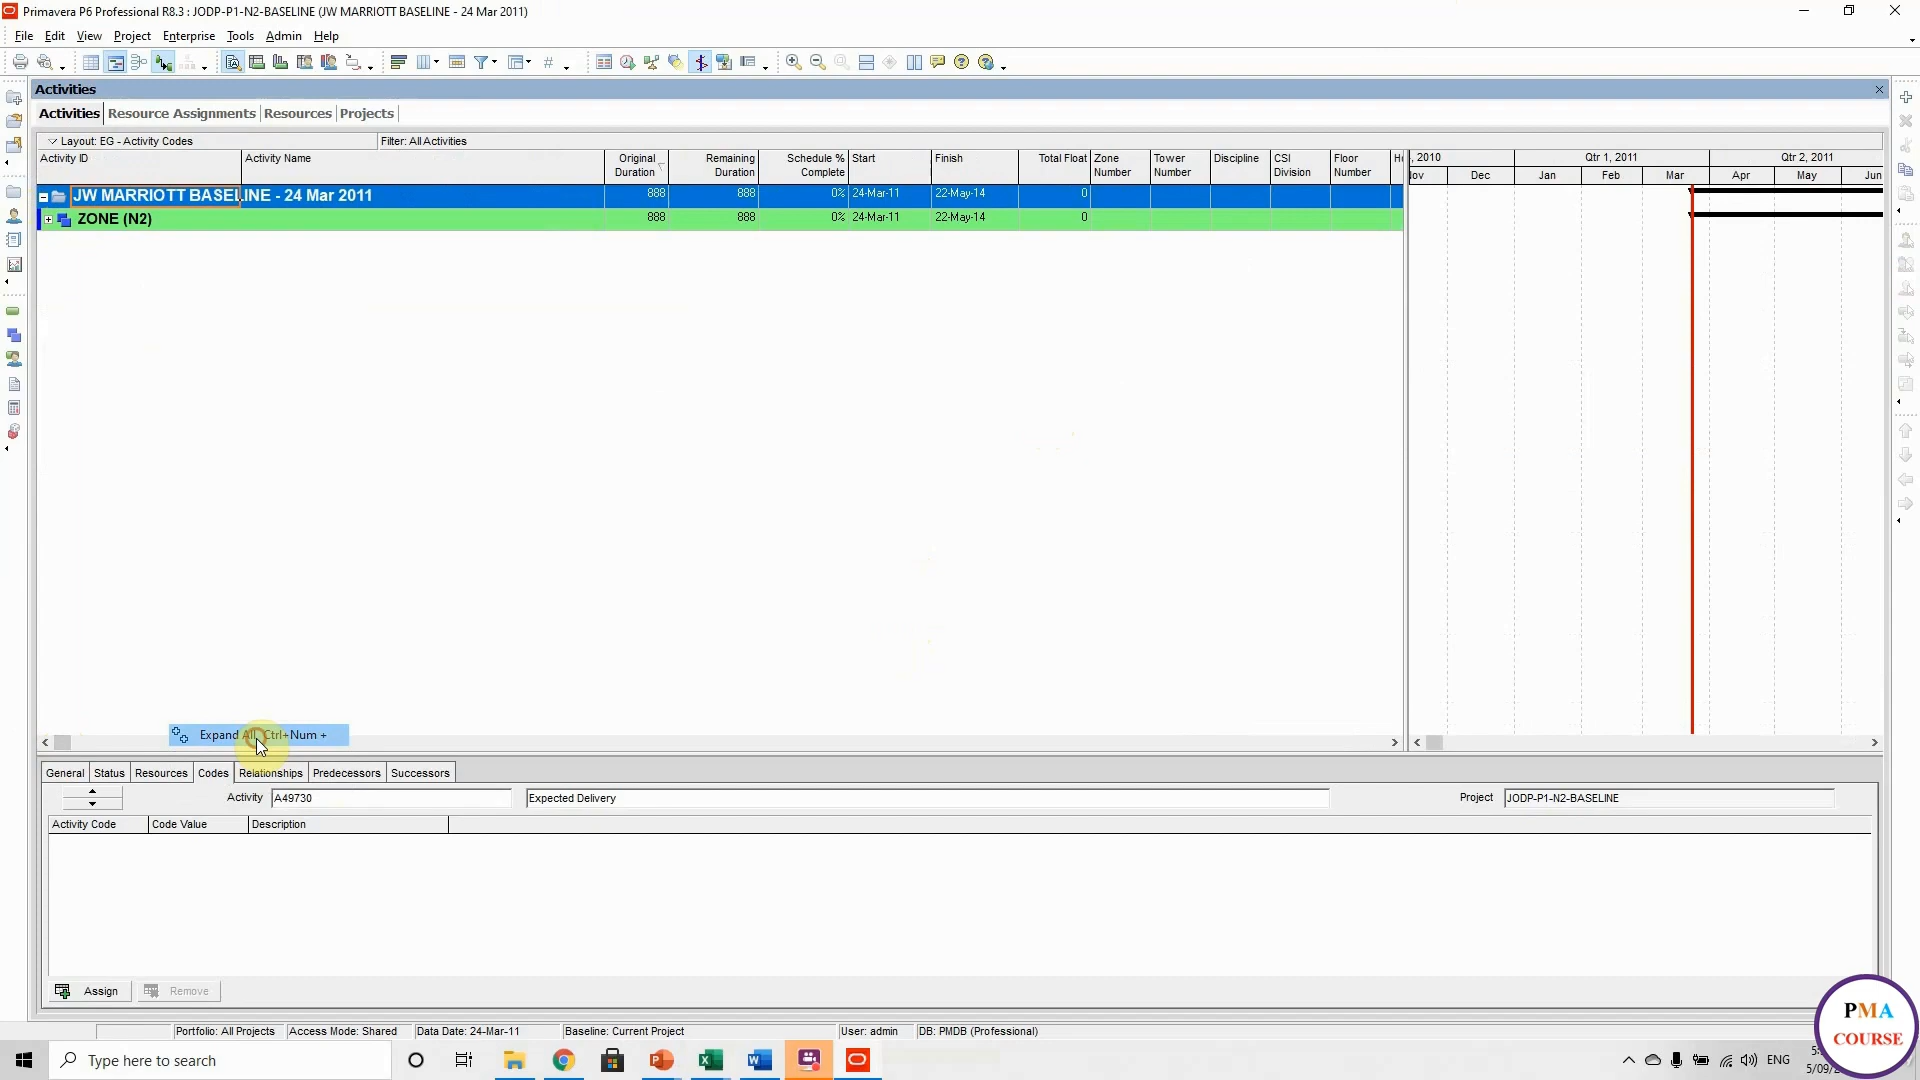 Primavera P6 Professional R8.3 : JODP-P1-N2-BASELINE (JW MARRIOTT BASELINE - 24 Mar 2011)
File Edit View Project Enterprise Tools Admin Help
Activities
Activities Resource Assignments Resources Projects
Layout: EG - Activity Codes Filter: All Activities
Activity ID Activity Name Original Duration Remaining Duration Schedule % Complete Start Finish Total Float Zone Number Tower Number Discipline CSI Division Floor Number
, 2010 Qtr 1, 2011 Qtr 2, 2011
Dec Jan Feb Mar Apr May Jun
JW MARRIOTT BASELINE - 24 Mar 2011 888 888 0% 24-Mar-11 22-May-14 0
ZONE (N2) 888 888 0% 24-Mar-11 22-May-14 0
Expand All Ctrl+Num +
General Status Resources Codes Relationships Predecessors Successors
Activity A49730 Expected Delivery Project JODP-P1-N2-BASELINE
Activity Code Code Value Description
Assign Remove
Portfolio: All Projects Access Mode: Shared Data Date: 24-Mar-11 Baseline: Current Project User: admin DB: PMDB (Professional)
Type here to search
ENG
5/09/
PMA
COURSE